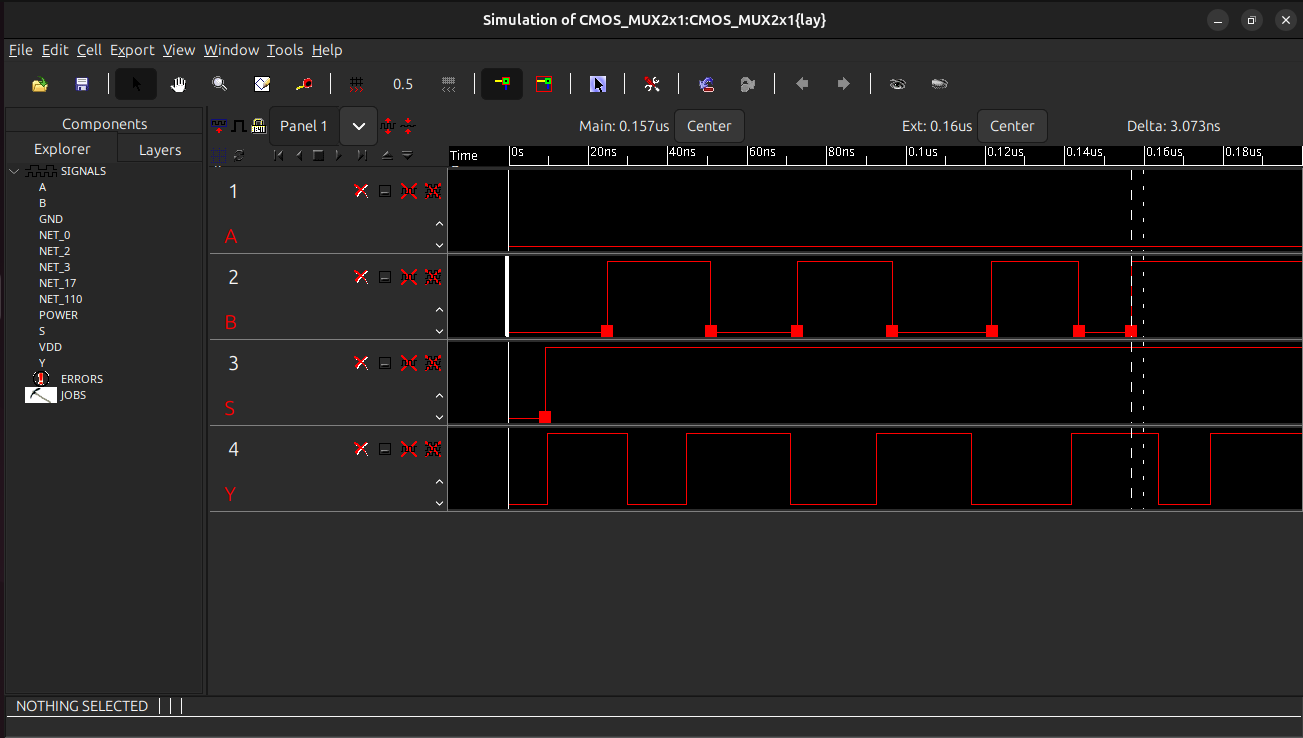 Simulation of CMOS_MUX2x1:CMOS_MUX2x1{lay}
File Edit Cell Export View Window Tools Help
0.5
Components
Explorer Layers
SIGNALS
A
B
GND
NET_0
NET_2
NET_3
NET_17
NET_110
POWER
S
VDD
Y
ERRORS
JOBS
Panel 1 Main: 0.157us Center Ext: 0.16us Center Delta: 3.073ns
Time 0s 20ns 40ns 60ns 80ns 0.1us 0.12us 0.14us 0.16us 0.18us
1
A
2
B
3
S
4
Y
NOTHING SELECTED